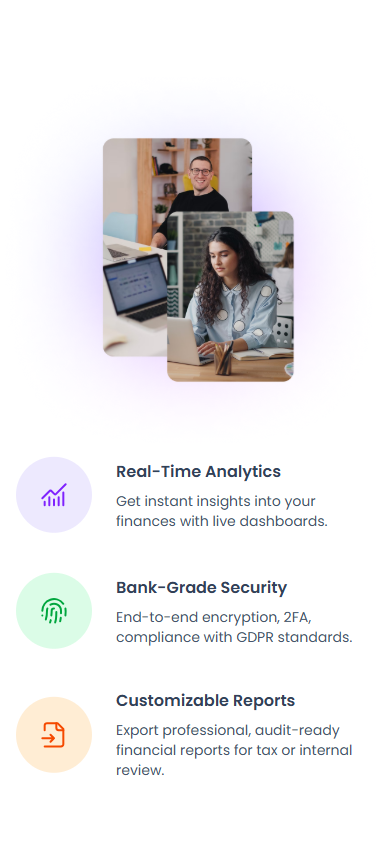 Real-Time Analytics
Get instant insights into your
finances with live dashboards.
Bank-Grade Security
End-to-end encryption, 2FA,
compliance with GDPR standards.
Customizable Reports
Export professional, audit-ready
financial reports for tax or internal
review.